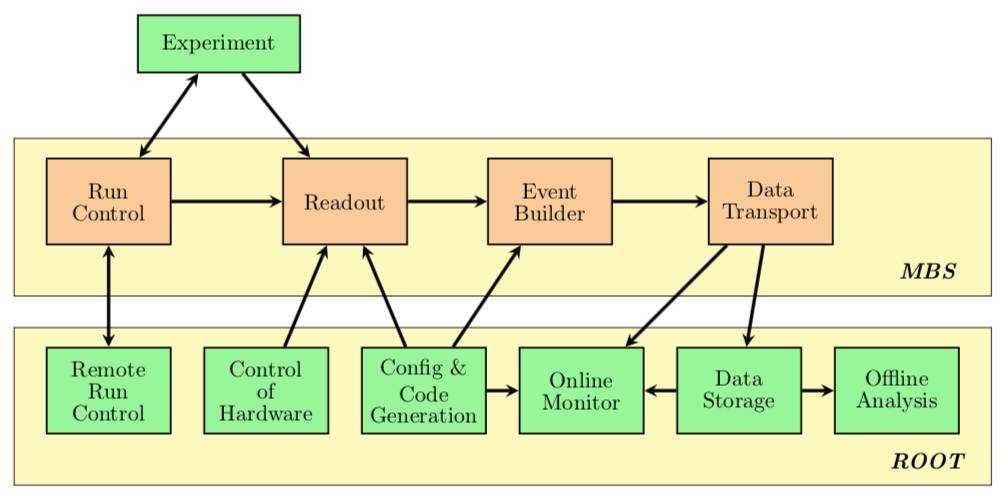 Experiment
Run
Control
Readout
Event
Builder
Data
Transport
MBS
Remote
Run
Control
Control
of
Hardware
Config &
Code
Generation
Online
Monitor
Data
Storage
Offline
Analysis
ROOT